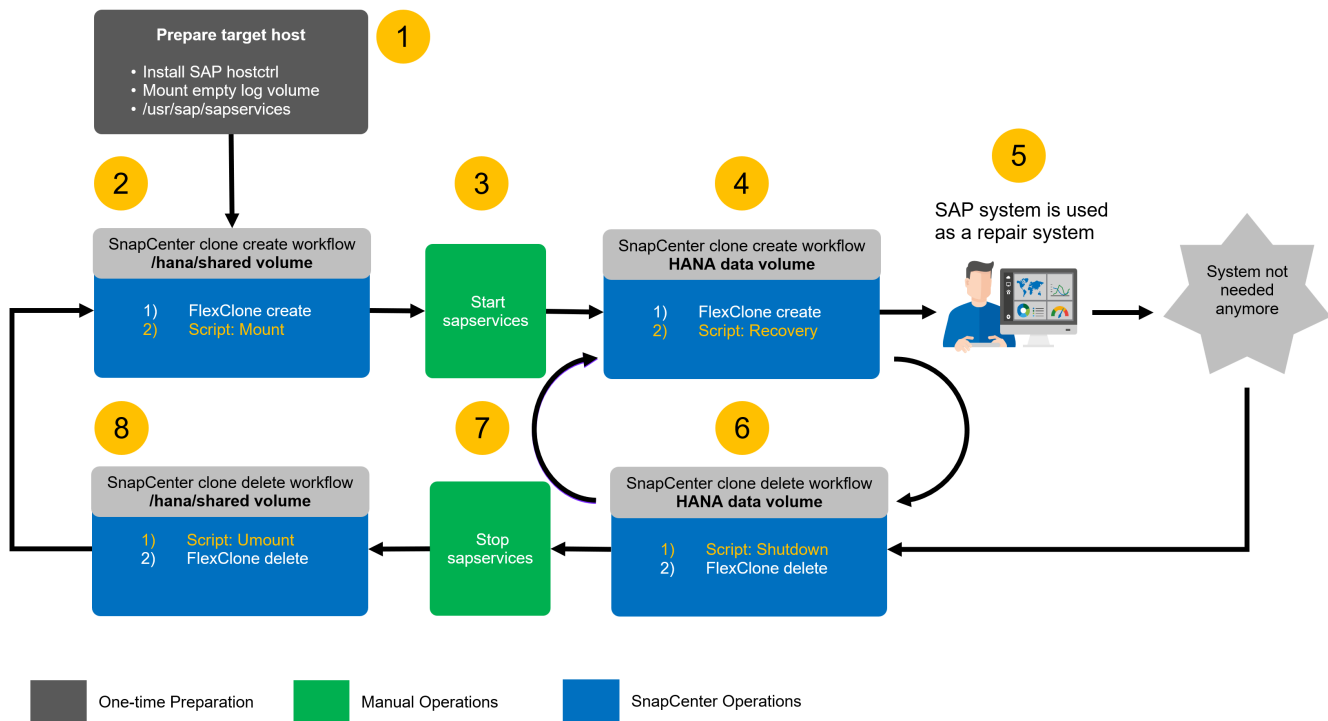 Prepare target host
• Install SAP hostctrl
• Mount empty log volume
• /usr/sap/sapservices
1
2
SnapCenter clone create workflow
/hana/shared volume
1) FlexClone create
2) Script: Mount
3
Start
sapservices
4
SnapCenter clone create workflow
HANA data volume
1) FlexClone create
2) Script: Recovery
5
SAP system is used
as a repair system
System not
needed
anymore
8
SnapCenter clone delete workflow
/hana/shared volume
1) Script: Umount
2) FlexClone delete
7
Stop
sapservices
6
SnapCenter clone delete workflow
HANA data volume
1) Script: Shutdown
2) FlexClone delete
One-time Preparation
Manual Operations
SnapCenter Operations